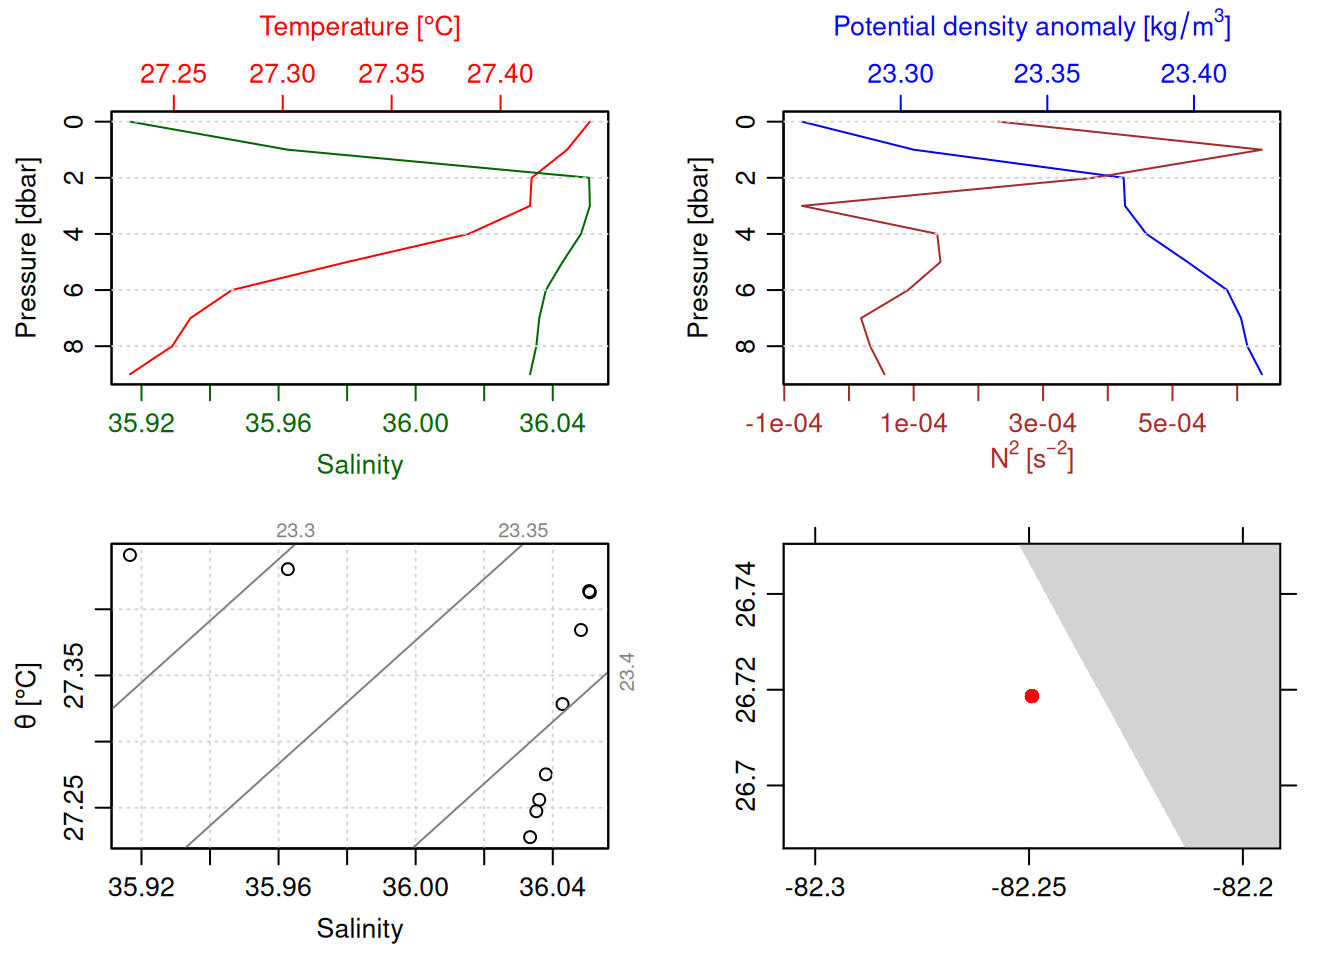 Temperature [°C]
27.25 27.30 27.35 27.40
Pressure [dbar]
0
2
4
6
8
35.92 35.96 36.00 36.04
Salinity
Potential density anomaly [kg/m³]
23.30 23.35 23.40
Pressure [dbar]
0
2
4
6
8
-1e-04 1e-04 3e-04 5e-04
N² [s⁻²]
23.3 23.35
23.4
θ [°C]
27.35
27.25
35.92 35.96 36.00 36.04
Salinity
26.74
26.72
26.7
-82.3 -82.25 -82.2